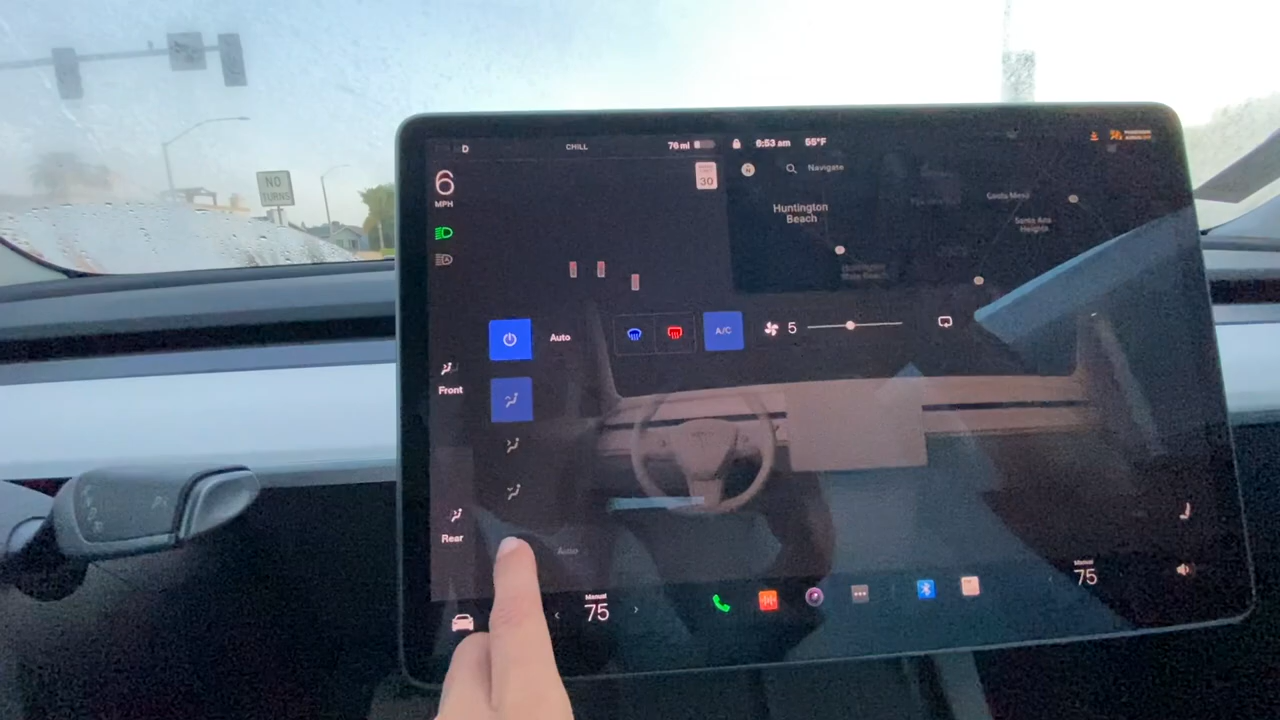 NO
TURNS
D
CHILL
76 mi
6:53 am
55°F
6
MPH
30
N
Navigate
Huntington
Beach
Costa Mesa
Santa Ana
Heights
Auto
A/C
5
Front
Rear
Auto
Manual
75
Manual
75